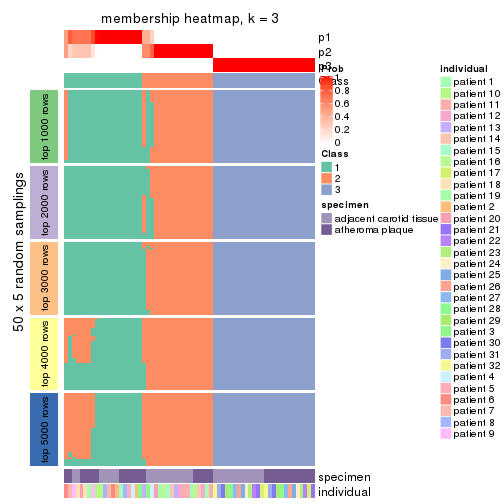 membership heatmap, k = 3
p1
p2
p3
Class
50 x 5 random samplings
top 1000 rows
top 2000 rows
top 3000 rows
top 4000 rows
top 5000 rows
specimen
individual
Prob
1
0.8
0.6
0.4
0.2
0
Class
1
2
3
specimen
adjacent carotid tissue
atheroma plaque
individual
patient 1
patient 10
patient 11
patient 12
patient 13
patient 14
patient 15
patient 16
patient 17
patient 18
patient 19
patient 2
patient 20
patient 21
patient 22
patient 23
patient 24
patient 25
patient 26
patient 27
patient 28
patient 29
patient 3
patient 30
patient 31
patient 32
patient 4
patient 5
patient 6
patient 7
patient 8
patient 9